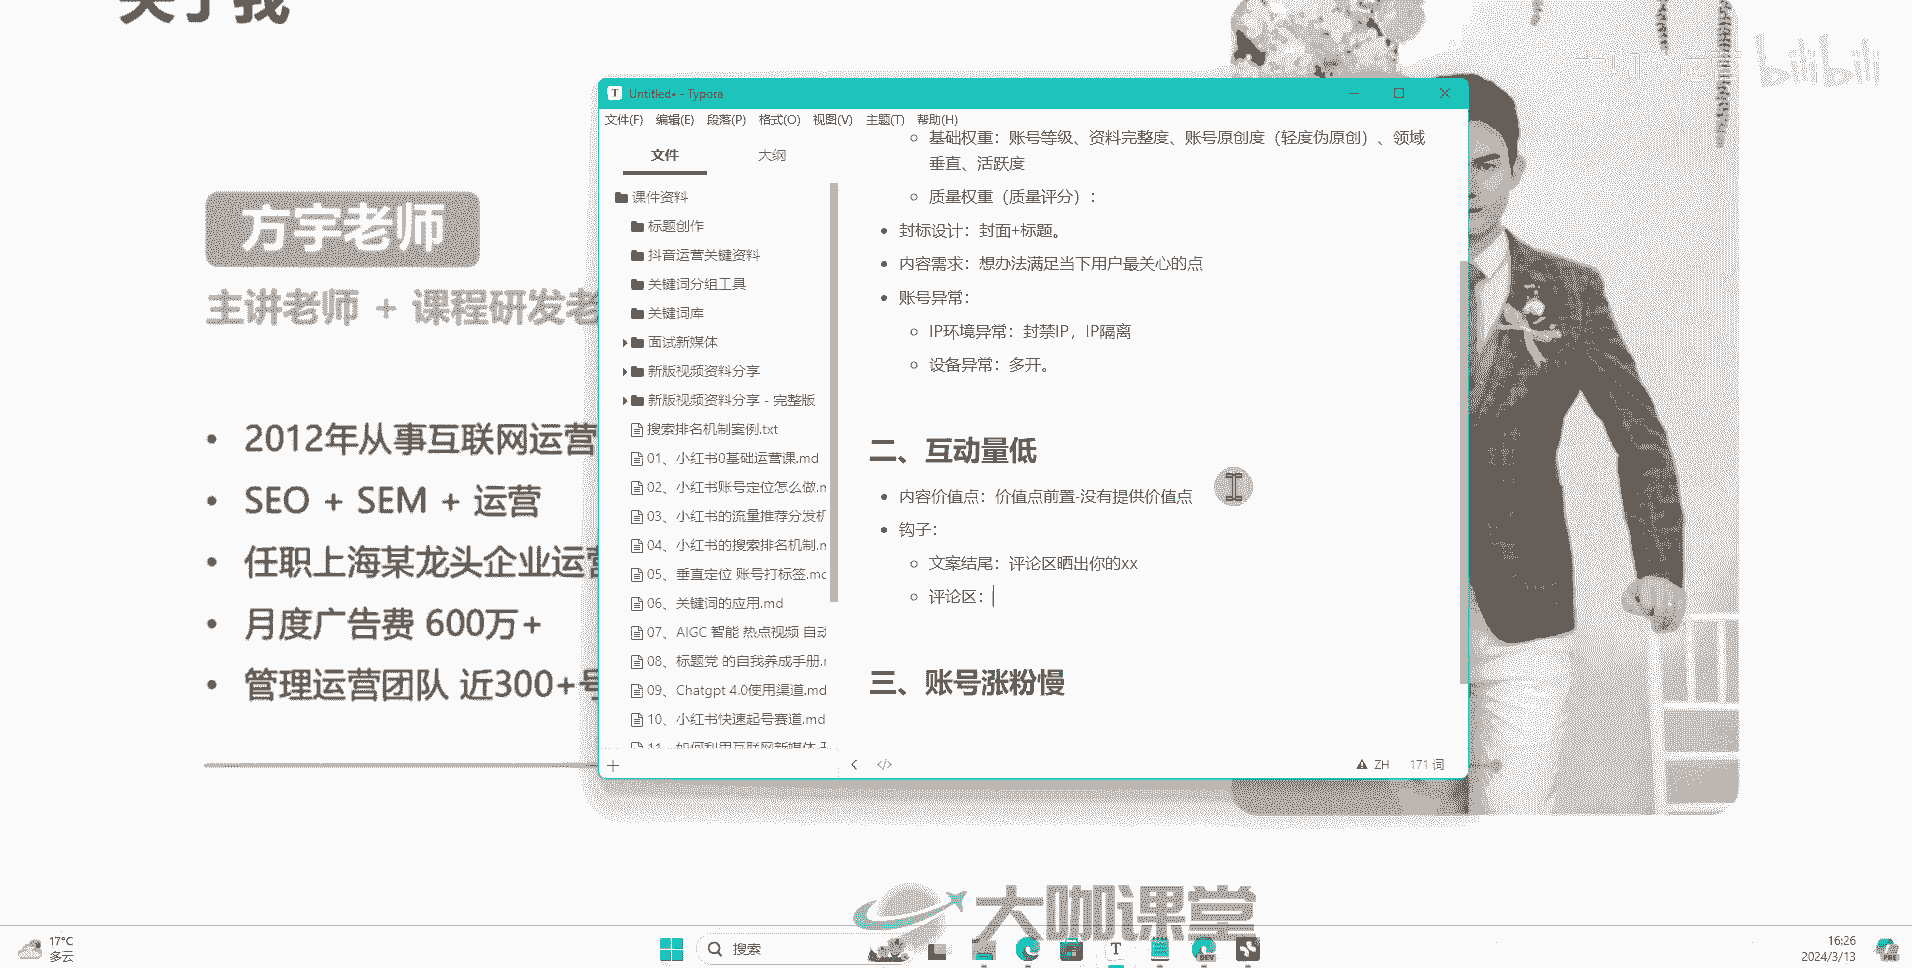 关于我
bilibili
方宇老师
主讲老师 + 课程研发老
2012年从事互联网运营
SEO + SEM + 运营
任职上海某龙头企业运营
月度广告费 600万+
管理运营团队 近300+号
Untitled• - Typora
文件(F) 编辑(E) 段落(P) 格式(O) 视图(V) 主题(T) 帮助(H)
文件 大纲
课件资料
标题创作
抖音运营关键资料
关键词分组工具
关键词库
面试新媒体
新版视频资料分享
新版视频资料分享 - 完整版
搜索排名机制案例.txt
01、小红书0基础运营课.md
02、小红书账号定位怎么做.m
03、小红书的流量推荐分发机
04、小红书的搜索排名机制.m
05、垂直定位 账号打标签.mc
06、关键词的应用.md
07、AIGC 智能 热点视频 自动
08、标题党 的自我养成手册.r
09、Chatgpt 4.0使用渠道.md
10、小红书快速起号赛道.md
11、如何利用互联网新媒体
基础权重：账号等级、资料完整度、账号原创度（轻度伪原创）、领域
垂直、活跃度
质量权重（质量评分）：
封标设计：封面+标题。
内容需求：想办法满足当下用户最关心的点
账号异常：
IP环境异常：封禁IP，IP隔离
设备异常：多开。
二、互动量低
内容价值点：价值点前置-没有提供价值点
钩子：
文案结尾：评论区晒出你的xx
评论区：
三、账号涨粉慢
ZH 171 词
大咖课堂
17°C
多云
搜索
DEV
16:26
2024/3/13
PRE